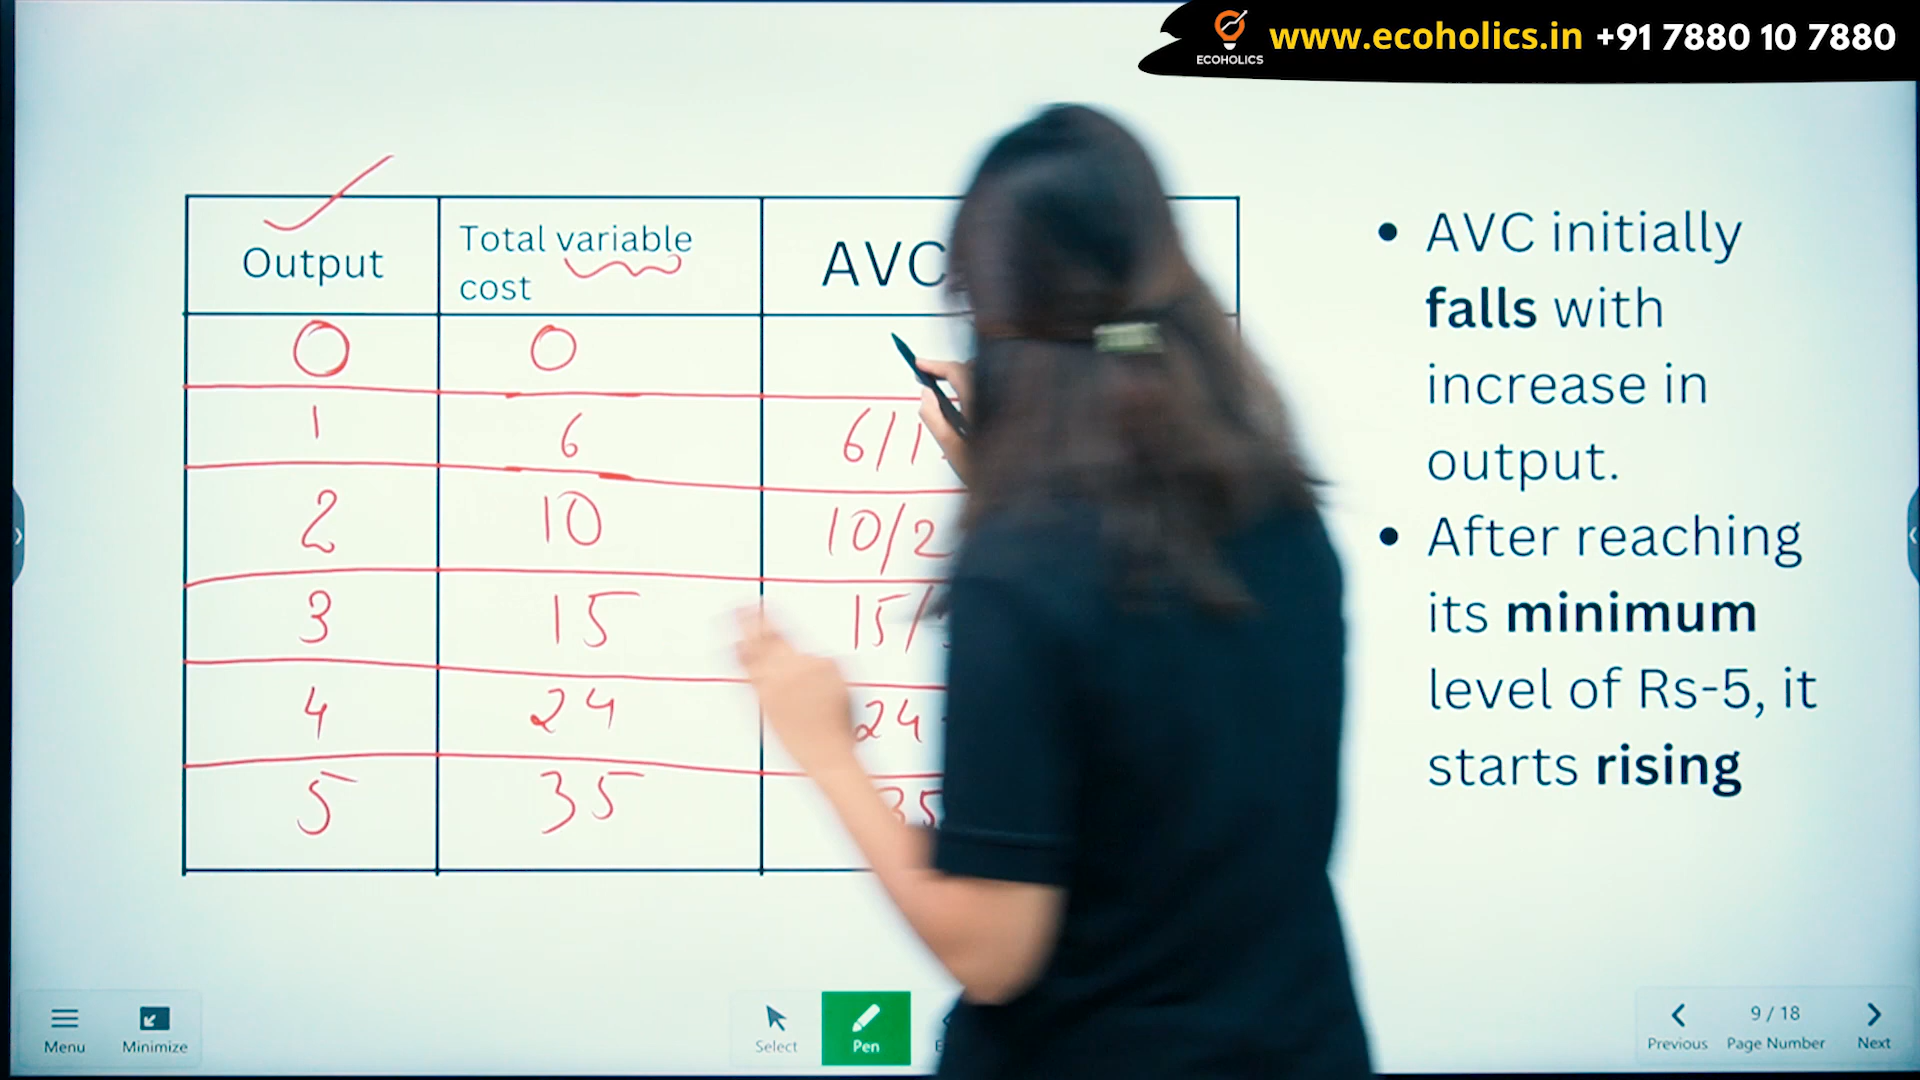 ECOHOLICS
www.ecoholics.in +91 7880 10 7880
Output
Total variable
cost
AVC
0 0
1 6 6/1
2 10 10/2
3 15 15/
4 24 24
5 35 35
AVC initially
falls with
increase in
output.
After reaching
its minimum
level of Rs-5, it
starts rising
Menu
Minimize
Select
Pen
Previous
9 / 18
Page Number
Next